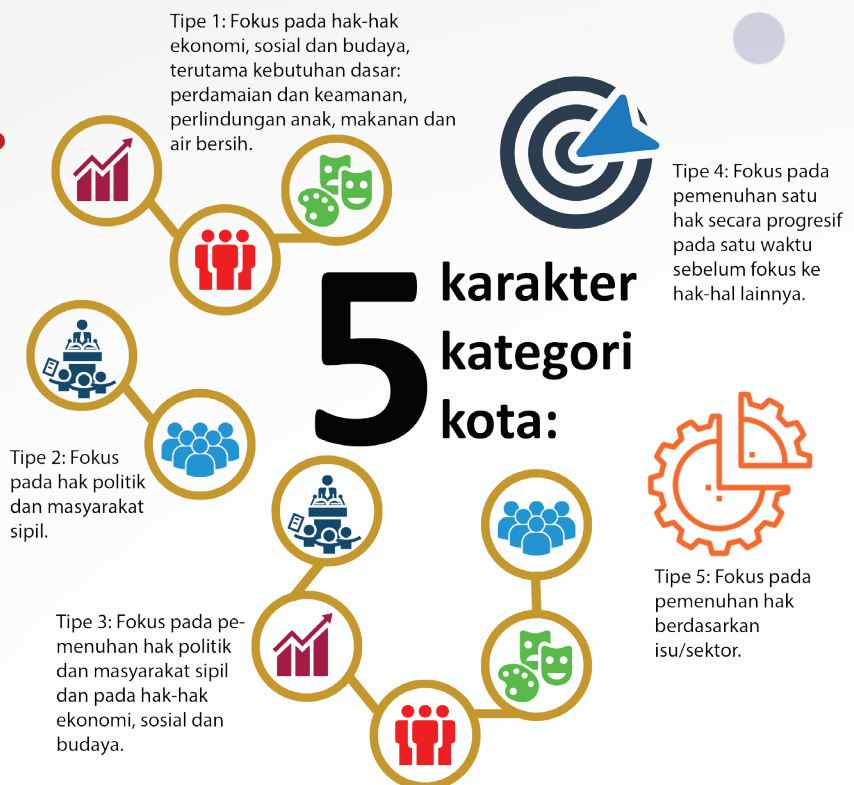 Tipe 1: Fokus pada hak-hak
ekonomi, sosial dan budaya,
terutama kebutuhan dasar:
perdamaian dan keamanan,
perlindungan anak, makanan dan
air bersih.
Tipe 4: Fokus pada
pemenuhan satu
hak secara progresif
pada satu waktu
sebelum fokus ke
hak-hal lainnya.
5 karakter
kategori
kota:
Tipe 2: Fokus
pada hak politik
dan masyarakat
sipil.
Tipe 5: Fokus pada
pemenuhan hak
berdasarkan
isu/sektor.
Tipe 3: Fokus pada pe-
menuhan hak politik
dan masyarakat sipil
dan pada hak-hak
ekonomi, sosial dan
budaya.